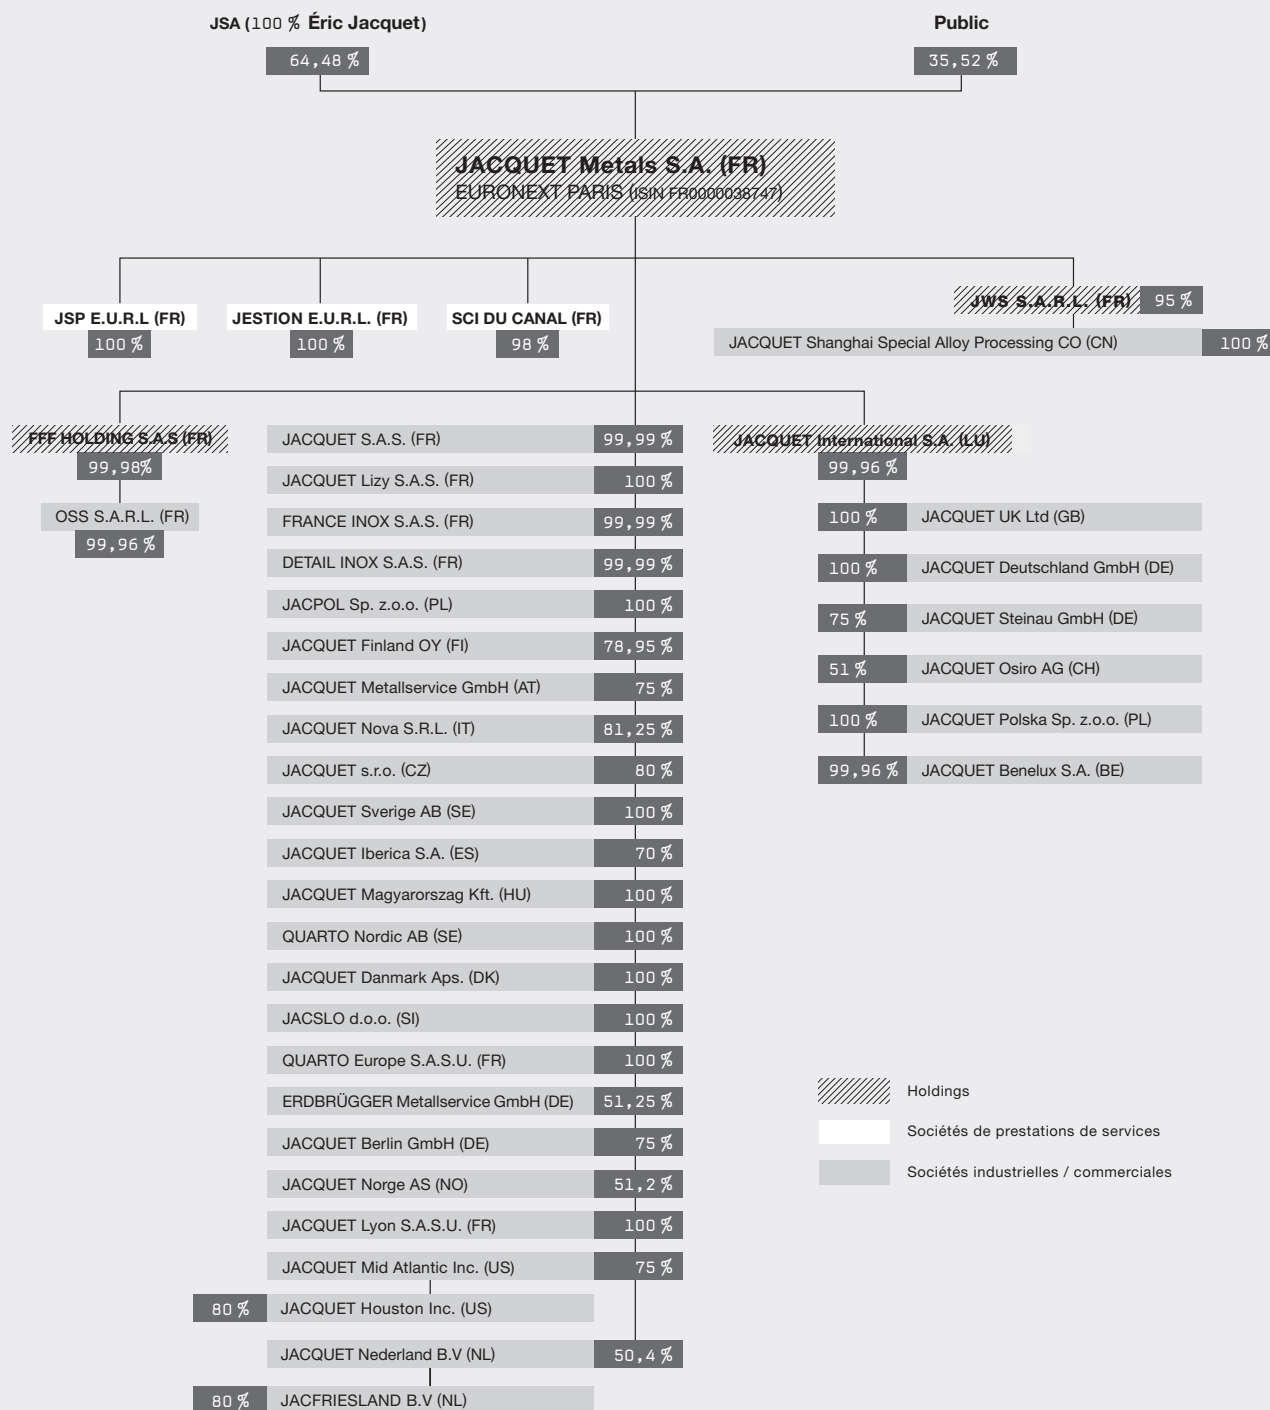 JSA (100 % Éric Jacquet)
64,48 %
Public
35,52 %
JACQUET Metals S.A. (FR)
EURONEXT PARIS (ISIN FR0000038747)
JSP E.U.R.L (FR)
100 %
JESTION E.U.R.L. (FR)
100 %
SCI DU CANAL (FR)
98 %
JWS S.A.R.L. (FR) 95 %
JACQUET Shanghai Special Alloy Processing CO (CN) 100 %
FFF HOLDING S.A.S (FR)
99,98%
OSS S.A.R.L. (FR)
99,96 %
JACQUET S.A.S. (FR) 99,99 %
JACQUET Lizy S.A.S. (FR) 100 %
FRANCE INOX S.A.S. (FR) 99,99 %
DETAIL INOX S.A.S. (FR) 99,99 %
JACPOL Sp. z.o.o. (PL) 100 %
JACQUET Finland OY (FI) 78,95 %
JACQUET Metallservice GmbH (AT) 75 %
JACQUET Nova S.R.L. (IT) 81,25 %
JACQUET s.r.o. (CZ) 80 %
JACQUET Sverige AB (SE) 100 %
JACQUET Iberica S.A. (ES) 70 %
JACQUET Magyarorszag Kft. (HU) 100 %
QUARTO Nordic AB (SE) 100 %
JACQUET Danmark Aps. (DK) 100 %
JACSLO d.o.o. (SI) 100 %
QUARTO Europe S.A.S.U. (FR) 100 %
ERDBRÜGGER Metallservice GmbH (DE) 51,25 %
JACQUET Berlin GmbH (DE) 75 %
JACQUET Norge AS (NO) 51,2 %
JACQUET Lyon S.A.S.U. (FR) 100 %
JACQUET Mid Atlantic Inc. (US) 75 %
80 % JACQUET Houston Inc. (US)
JACQUET Nederland B.V (NL) 50,4 %
80 % JACFRIESLAND B.V (NL)
JACQUET International S.A. (LU)
99,96 %
100 % JACQUET UK Ltd (GB)
100 % JACQUET Deutschland GmbH (DE)
75 % JACQUET Steinau GmbH (DE)
51 % JACQUET Osiro AG (CH)
100 % JACQUET Polska Sp. z.o.o. (PL)
99,96 % JACQUET Benelux S.A. (BE)
Holdings
Sociétés de prestations de services
Sociétés industrielles / commerciales